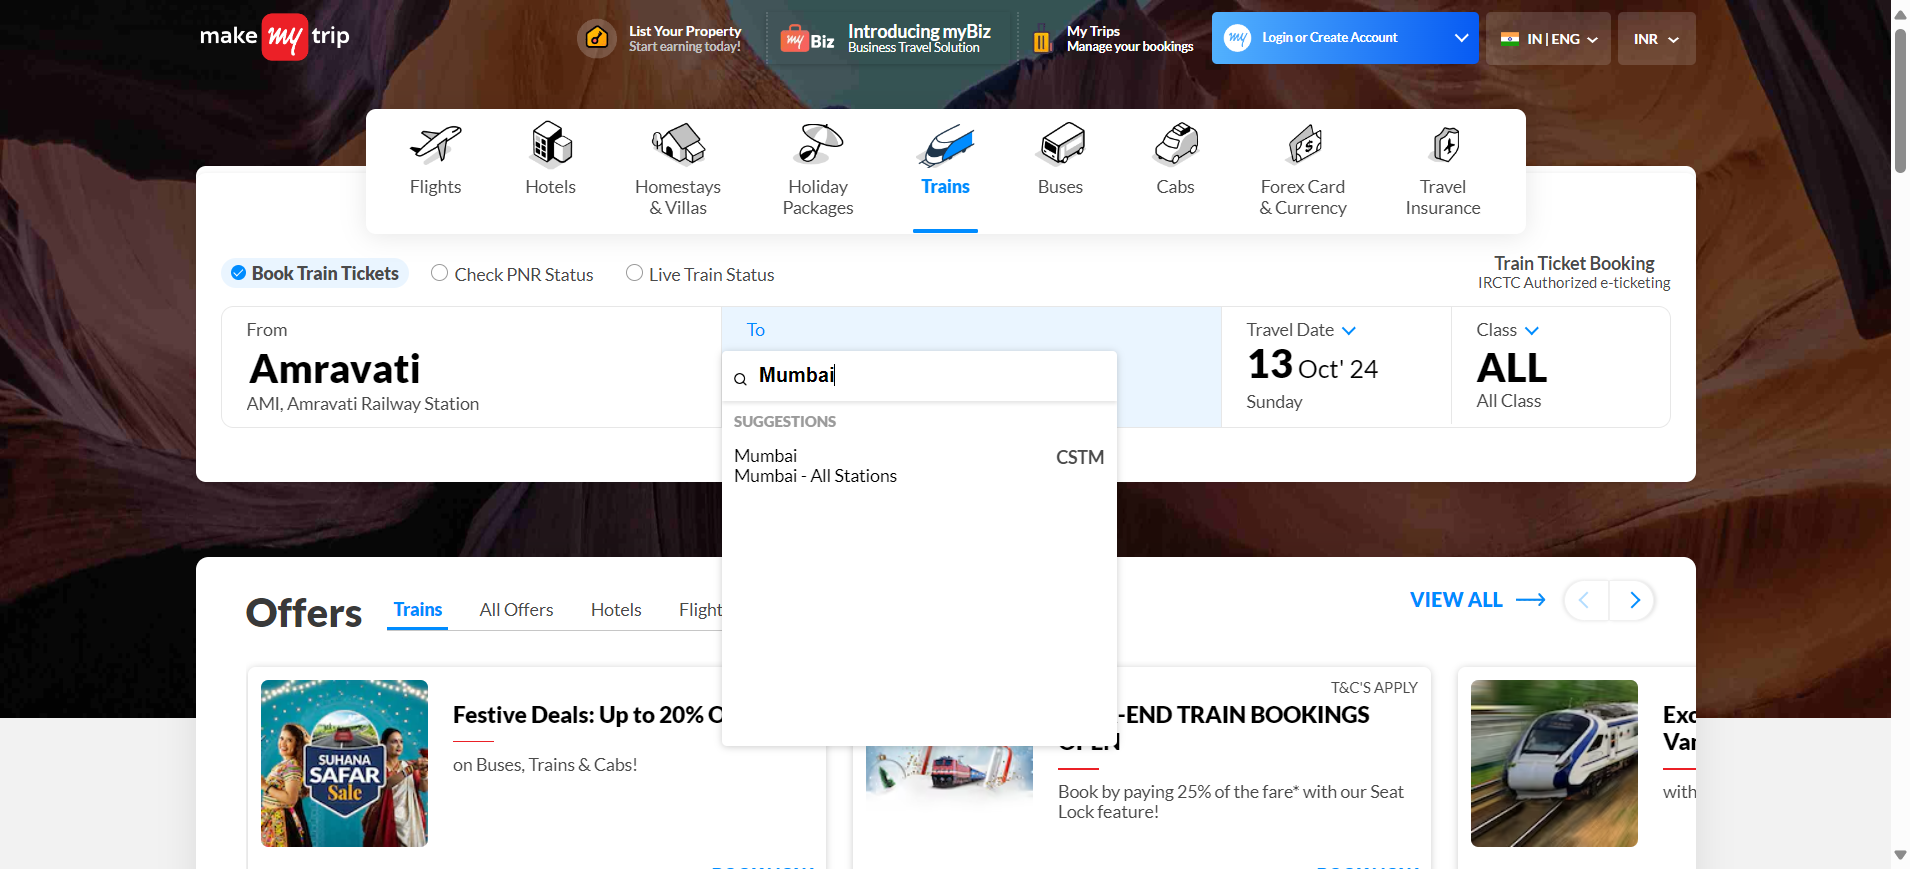 make my trip
List Your Property
Start earning today!
my Biz
Introducing myBiz
Business Travel Solution
My Trips
Manage your bookings
my
Login or Create Account
IN | ENG
INR
Flights
Hotels
Homestays
& Villas
Holiday
Packages
Trains
Buses
Cabs
Forex Card
& Currency
Travel
Insurance
Book Train Tickets
Check PNR Status
Live Train Status
Train Ticket Booking
IRCTC Authorized e-ticketing
From
Amravati
AMI, Amravati Railway Station
To
Mumbai
SUGGESTIONS
Mumbai
CSTM
Mumbai - All Stations
Travel Date
13 Oct' 24
Sunday
Class
ALL
All Class
Offers
Trains
All Offers
Hotels
Flight
VIEW ALL
SUHANA
SAFAR
Sale
Festive Deals: Up to 20% O
on Buses, Trains & Cabs!
T&C'S APPLY
-END TRAIN BOOKINGS
OPEN
Book by paying 25% of the fare* with our Seat
Lock feature!
Exc
Van
with